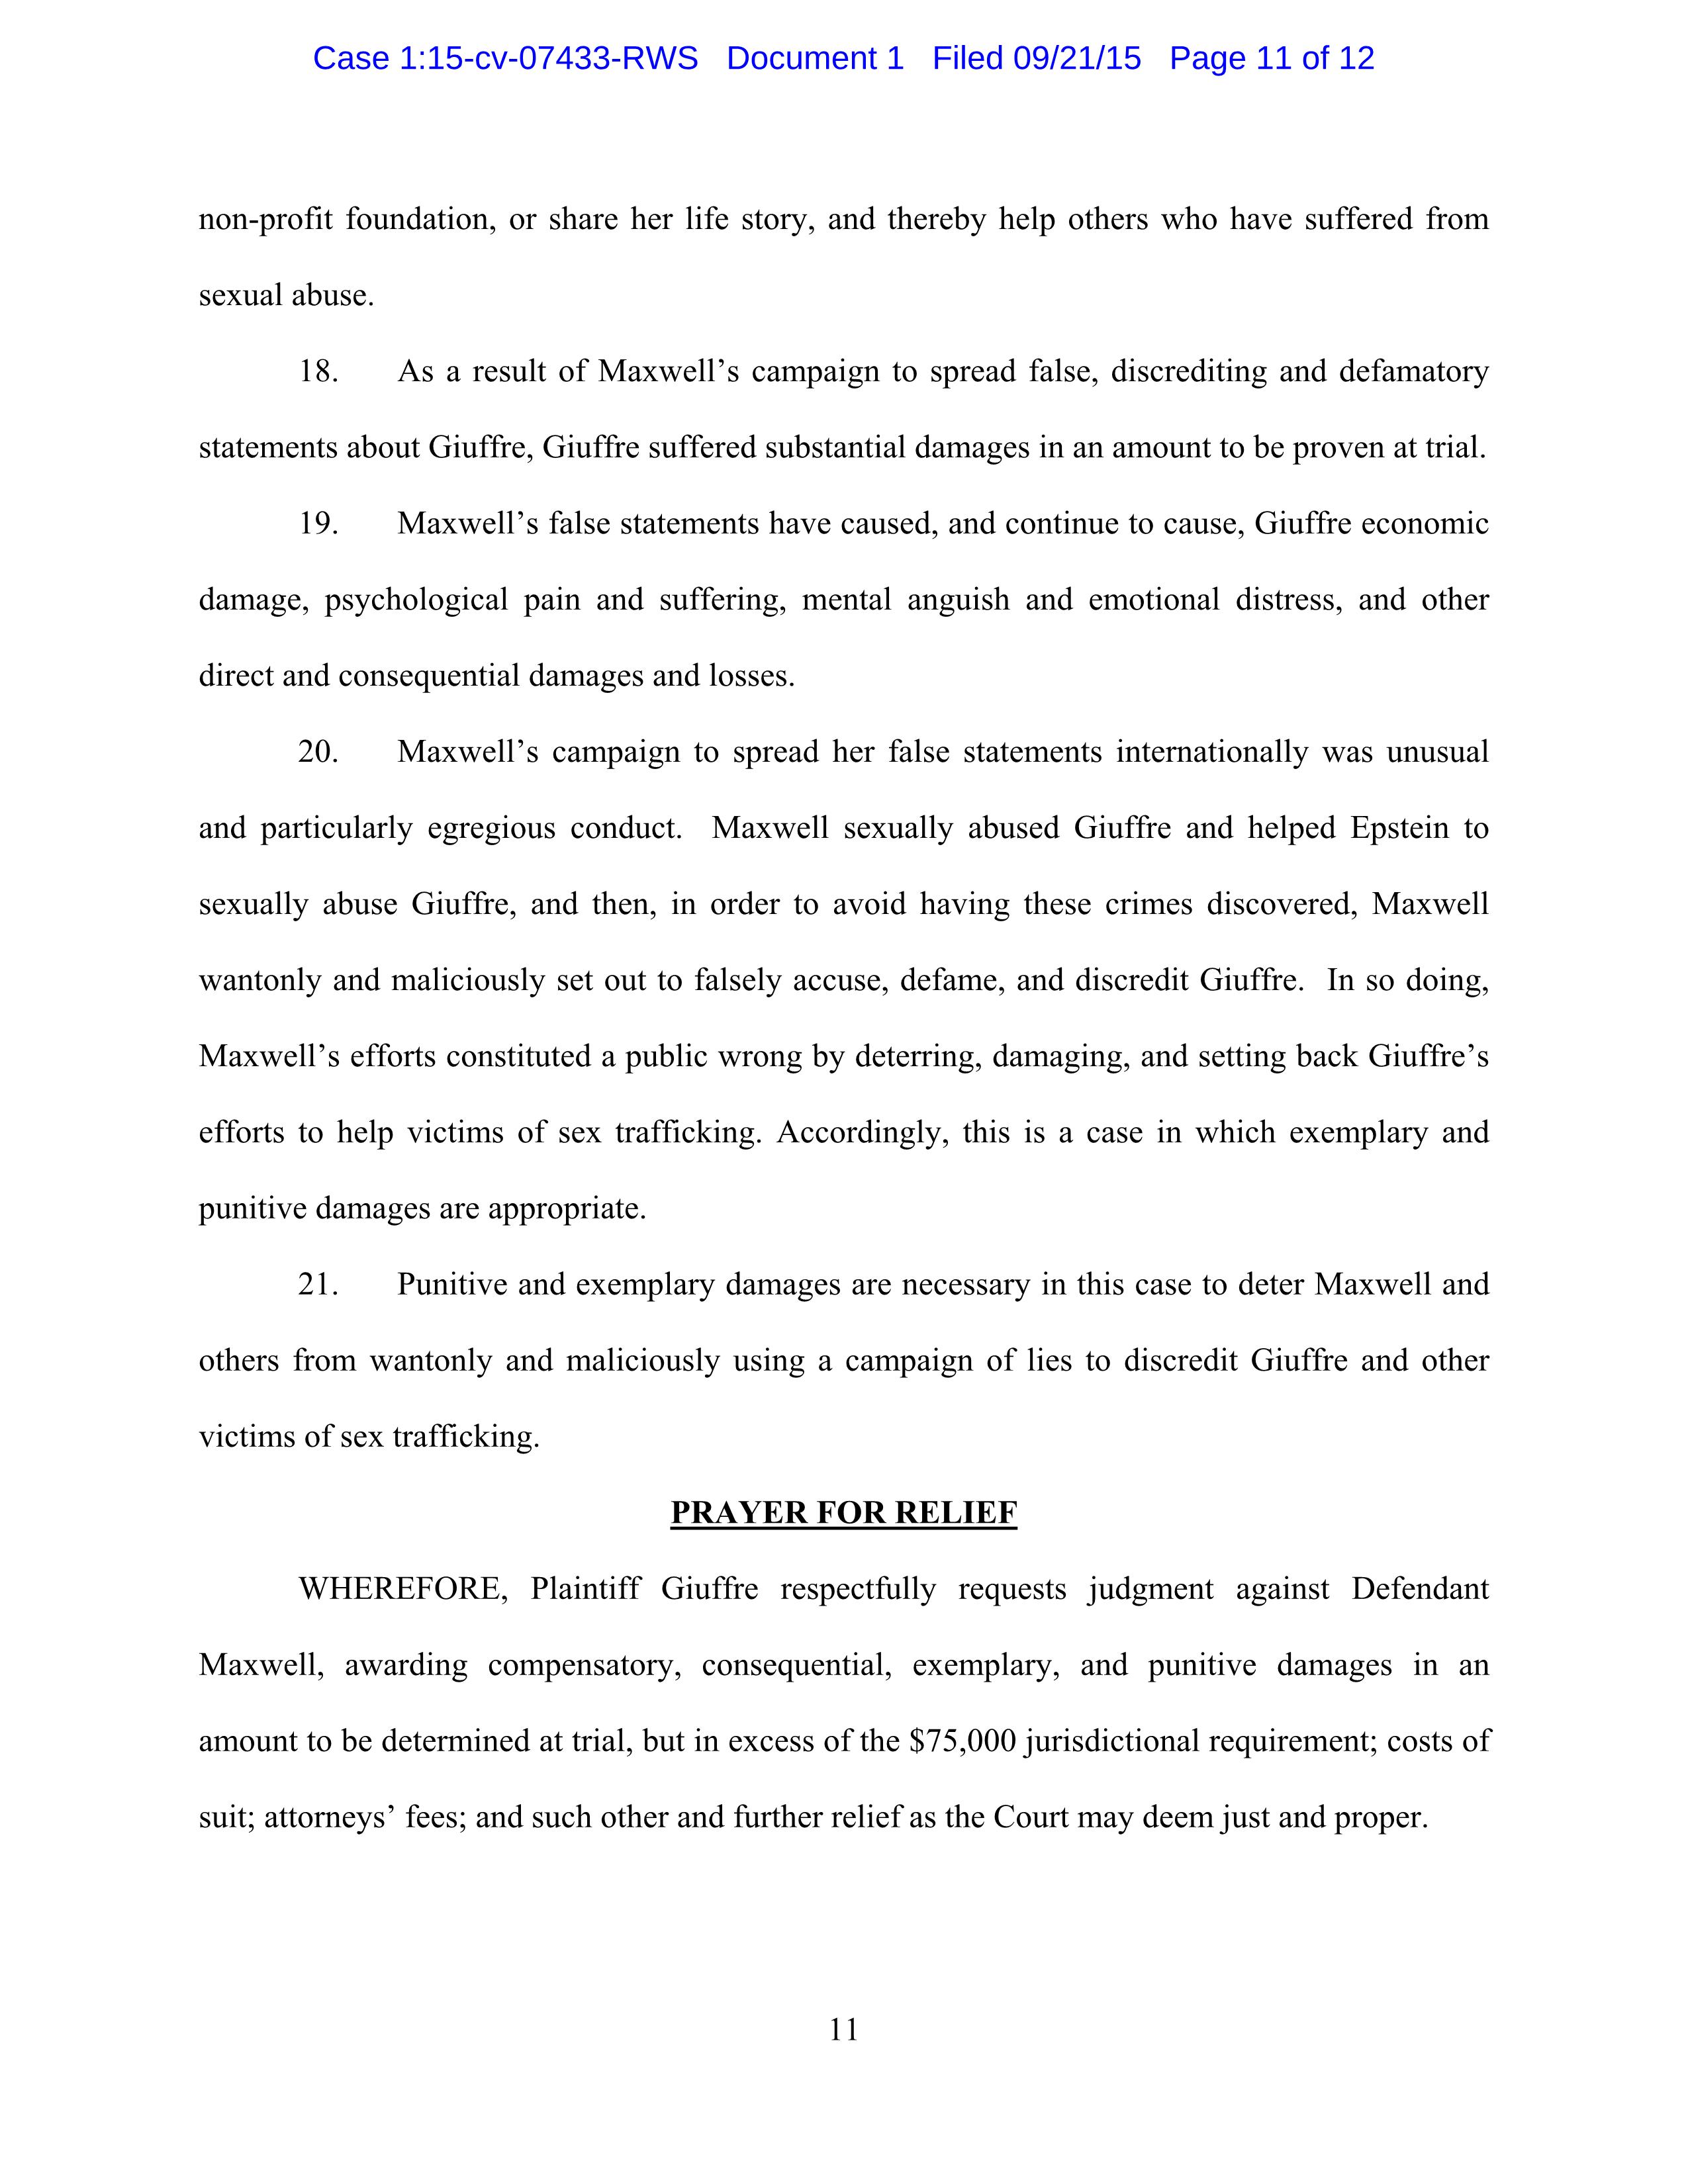 Case 1:15-cv-07433-RWS Document 1 Filed 09/21/15 Page 11 of 12
non-profit foundation, or share her life story, and thereby help others who have suffered from
sexual abuse.
18. As a result of Maxwell’s campaign to spread false, discrediting and defamatory
statements about Giuffre, Giuffre suffered substantial damages in an amount to be proven at trial.
19. Maxwell’s false statements have caused, and continue to cause, Giuffre economic
damage, psychological pain and suffering, mental anguish and emotional distress, and other
direct and consequential damages and losses.
20. Maxwell’s campaign to spread her false statements internationally was unusual
and particularly egregious conduct. Maxwell sexually abused Giuffre and helped Epstein to
sexually abuse Giuffre, and then, in order to avoid having these crimes discovered, Maxwell
wantonly and maliciously set out to falsely accuse, defame, and discredit Giuffre. In so doing,
Maxwell’s efforts constituted a public wrong by deterring, damaging, and setting back Giuffre’s
efforts to help victims of sex trafficking. Accordingly, this is a case in which exemplary and
punitive damages are appropriate.
21. Punitive and exemplary damages are necessary in this case to deter Maxwell and
others from wantonly and maliciously using a campaign of lies to discredit Giuffre and other
victims of sex trafficking.
PRAYER FOR RELIEF
WHEREFORE, Plaintiff Giuffre respectfully requests judgment against Defendant
Maxwell, awarding compensatory, consequential, exemplary, and punitive damages in an
amount to be determined at trial, but in excess of the $75,000 jurisdictional requirement; costs of
suit; attorneys’ fees; and such other and further relief as the Court may deem just and proper.
11